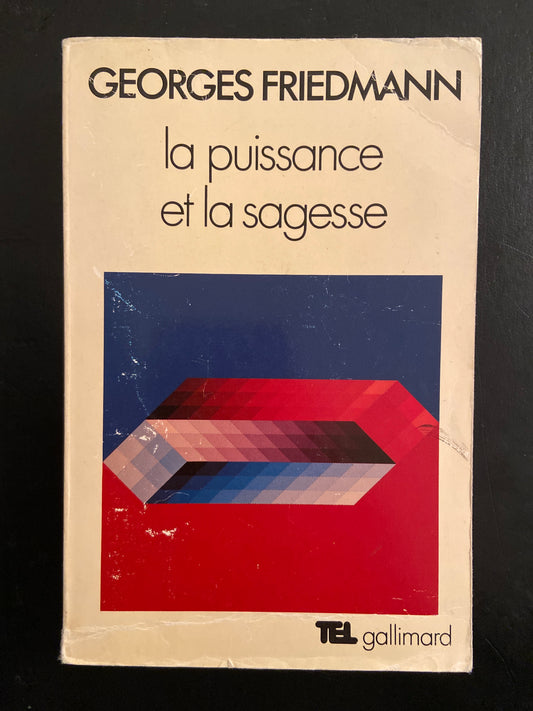 GEORGES FRIEDMANN
la puissance
et la sagesse
TEL gallimard